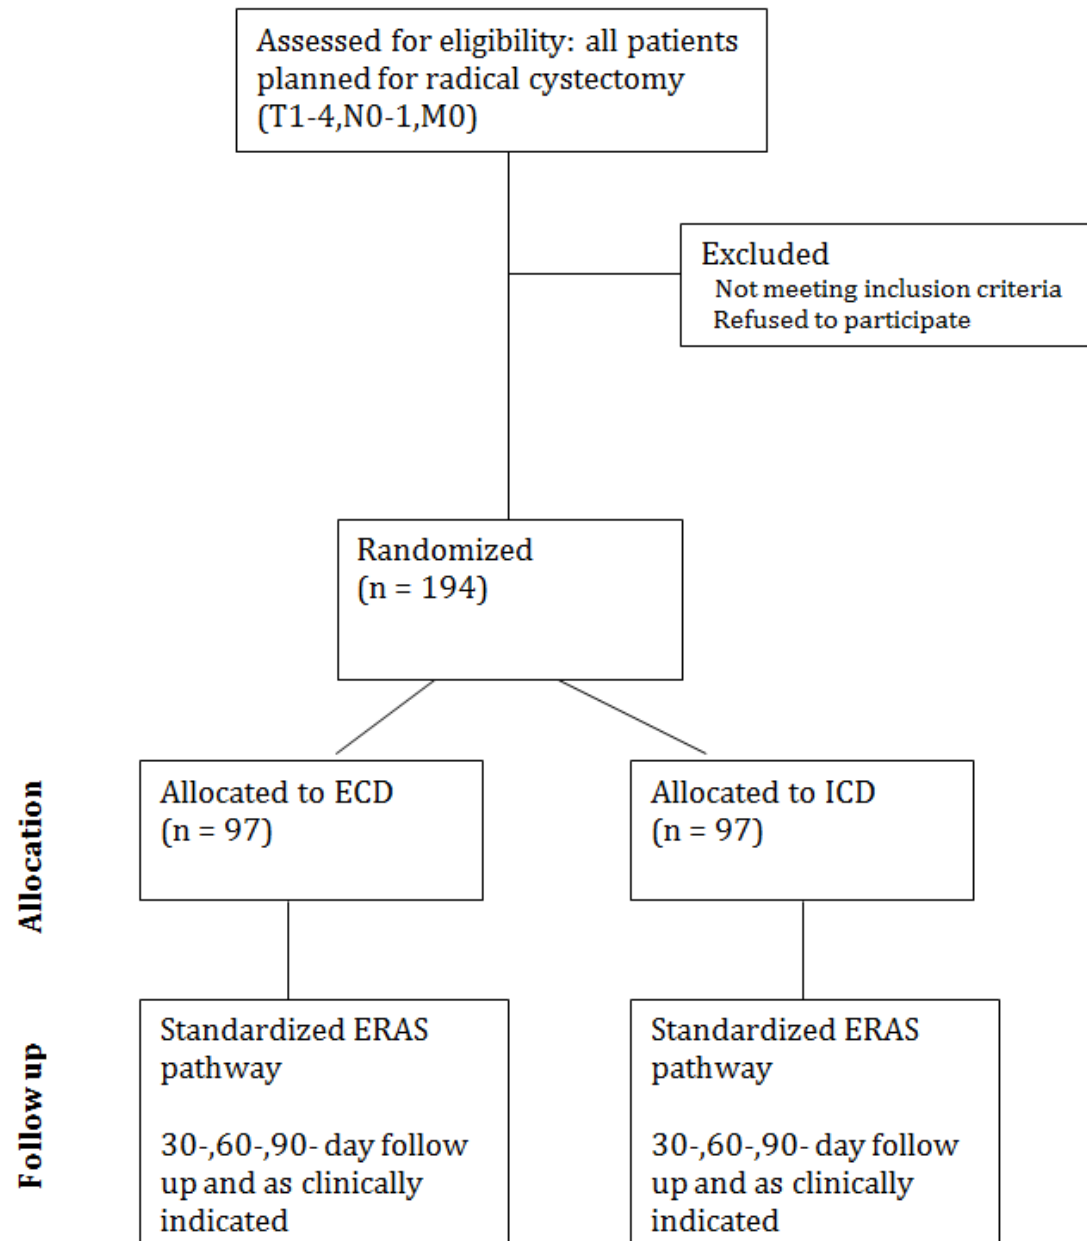 Assessed for eligibility: all patients
planned for radical cystectomy
(T1-4,N0-1,M0)
Excluded
Not meeting inclusion criteria
Refused to participate
Randomized
(n = 194)
Allocation
Allocated to ECD
(n = 97)
Allocated to ICD
(n = 97)
Follow up
Standardized ERAS
pathway
30-,60-,90- day follow
up and as clinically
indicated
Standardized ERAS
pathway
30-,60-,90- day follow
up and as clinically
indicated